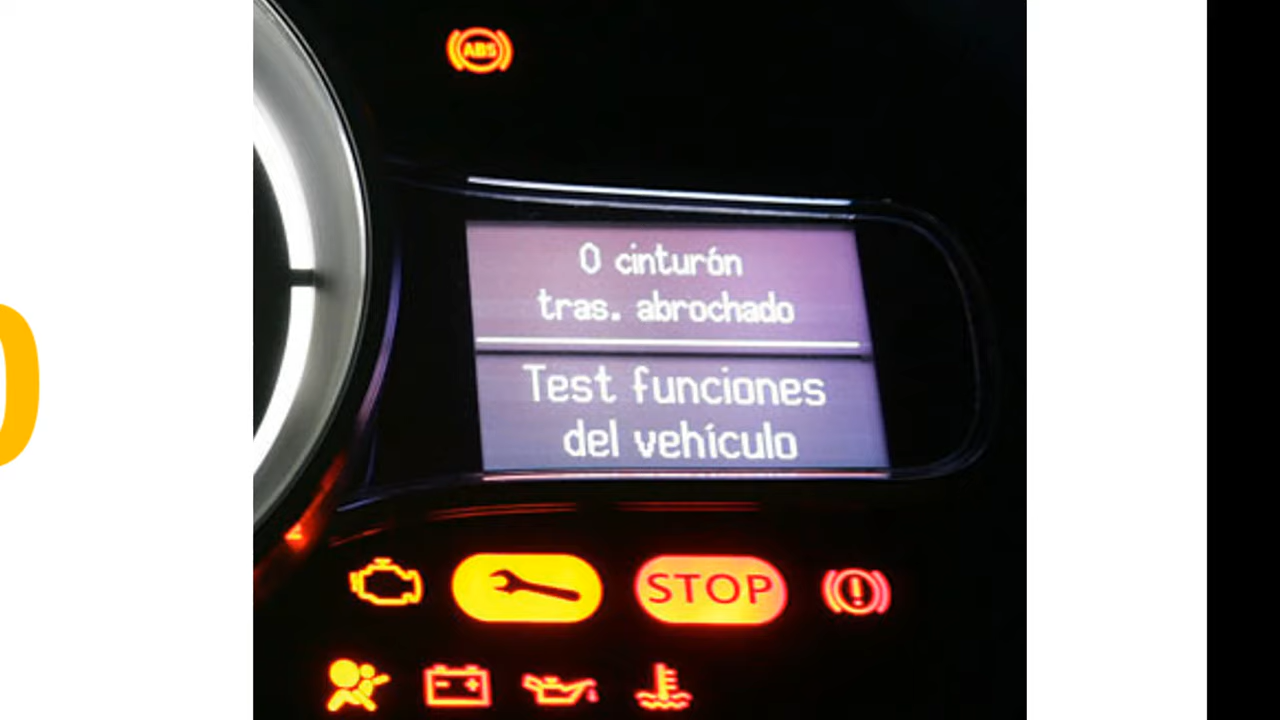 ABS
0 cinturón
tras. abrochado
Test funciones
del vehículo
STOP